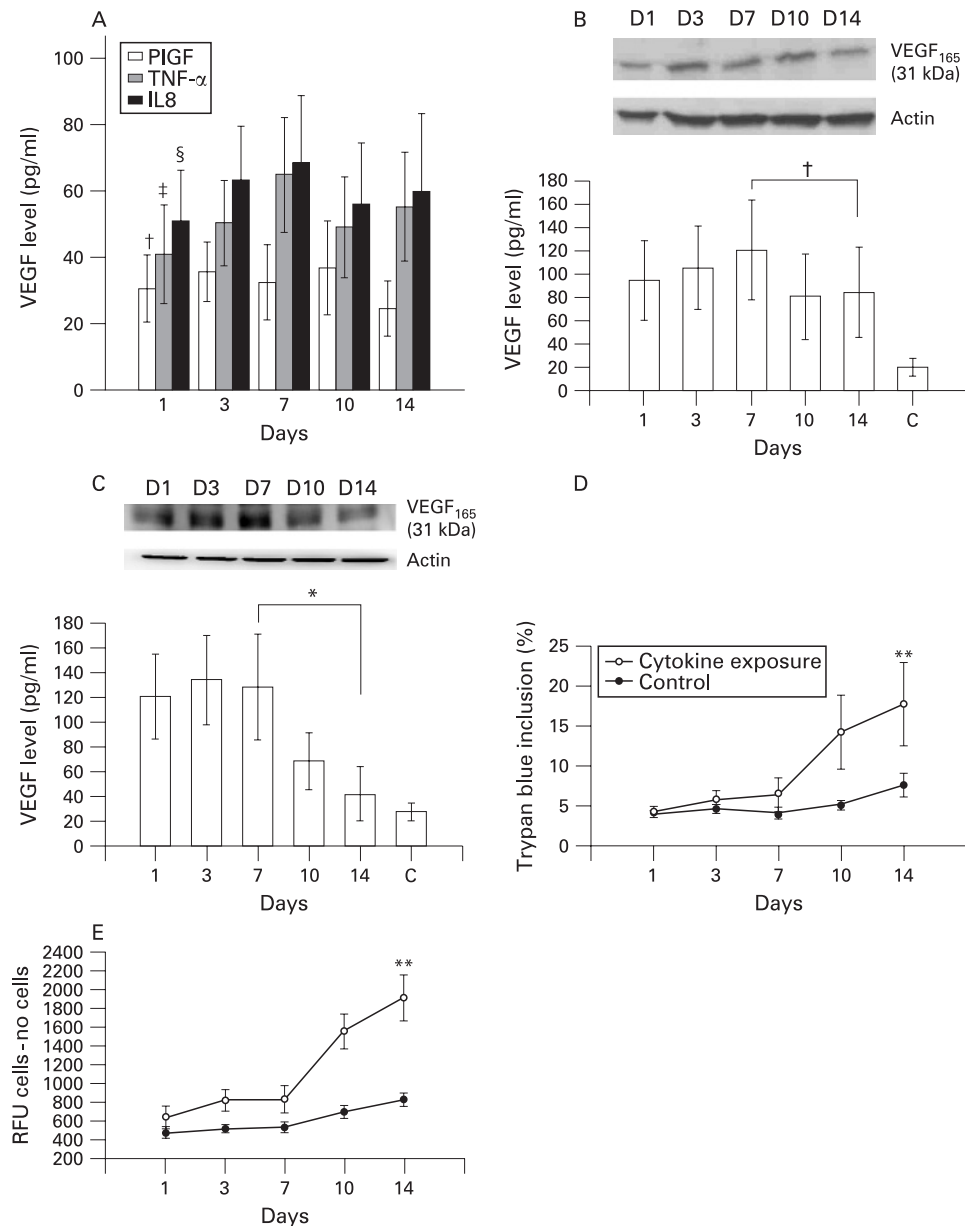 A
100
80
60
40
20
0
VEGF level (pg/ml)
PlGF
TNF-α
IL8
†
‡
§
1 3 7 10 14
Days
B
D1 D3 D7 D10 D14
VEGF165
(31 kDa)
Actin
†
180
160
140
120
100
80
60
40
20
0
VEGF level (pg/ml)
1 3 7 10 14 C
Days
C
D1 D3 D7 D10 D14
VEGF165
(31 kDa)
Actin
*
180
160
140
120
100
80
60
40
20
0
VEGF level (pg/ml)
1 3 7 10 14 C
Days
D
25
20
15
10
5
0
Trypan blue inclusion (%)
Cytokine exposure
Control
**
1 3 7 10 14
Days
E
2400
2200
2000
1800
1600
1400
1200
1000
800
600
400
200
RFU cells - no cells
**
1 3 7 10 14
Days